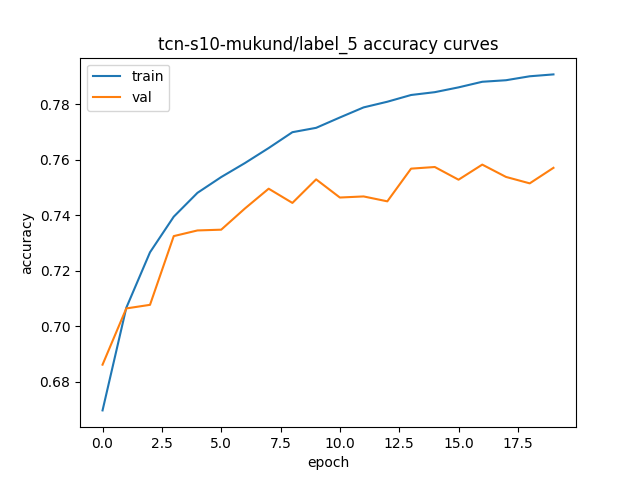 tcn-s10-mukund/label_5 accuracy curves
train
val
0.78
0.76
0.74
0.72
0.70
0.68
accuracy
0.0 2.5 5.0 7.5 10.0 12.5 15.0 17.5
epoch